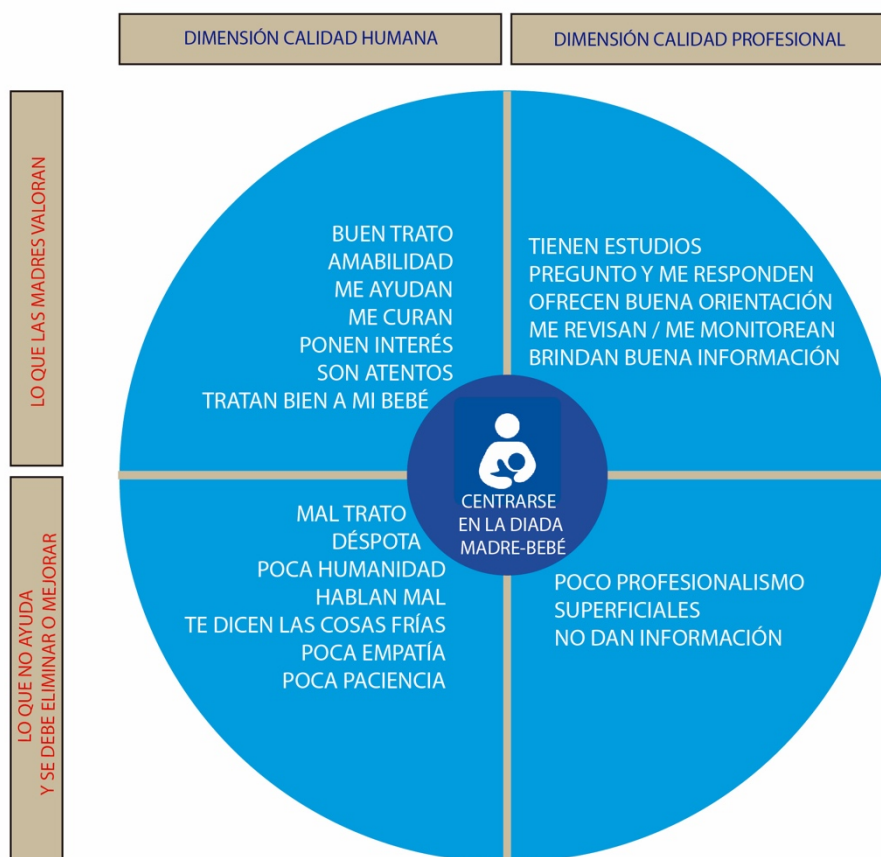 DIMENSIÓN CALIDAD HUMANA
DIMENSIÓN CALIDAD PROFESIONAL
LO QUE LAS MADRES VALORAN
BUEN TRATO
AMABILIDAD
ME AYUDAN
ME CURAN
PONEN INTERÉS
SON ATENTOS
TRATAN BIEN A MI BEBÉ
TIENEN ESTUDIOS
PREGUNTO Y ME RESPONDEN
OFRECEN BUENA ORIENTACIÓN
ME REVISAN / ME MONITOREAN
BRINDAN BUENA INFORMACIÓN
CENTRARSE
EN LA DIADA
MADRE-BEBÉ
LO QUE NO AYUDA
Y SE DEBE ELIMINAR O MEJORAR
MAL TRATO
DÉSPOTA
POCA HUMANIDAD
HABLAN MAL
TE DICEN LAS COSAS FRÍAS
POCA EMPATÍA
POCA PACIENCIA
POCO PROFESIONALISMO
SUPERFICIALES
NO DAN INFORMACIÓN